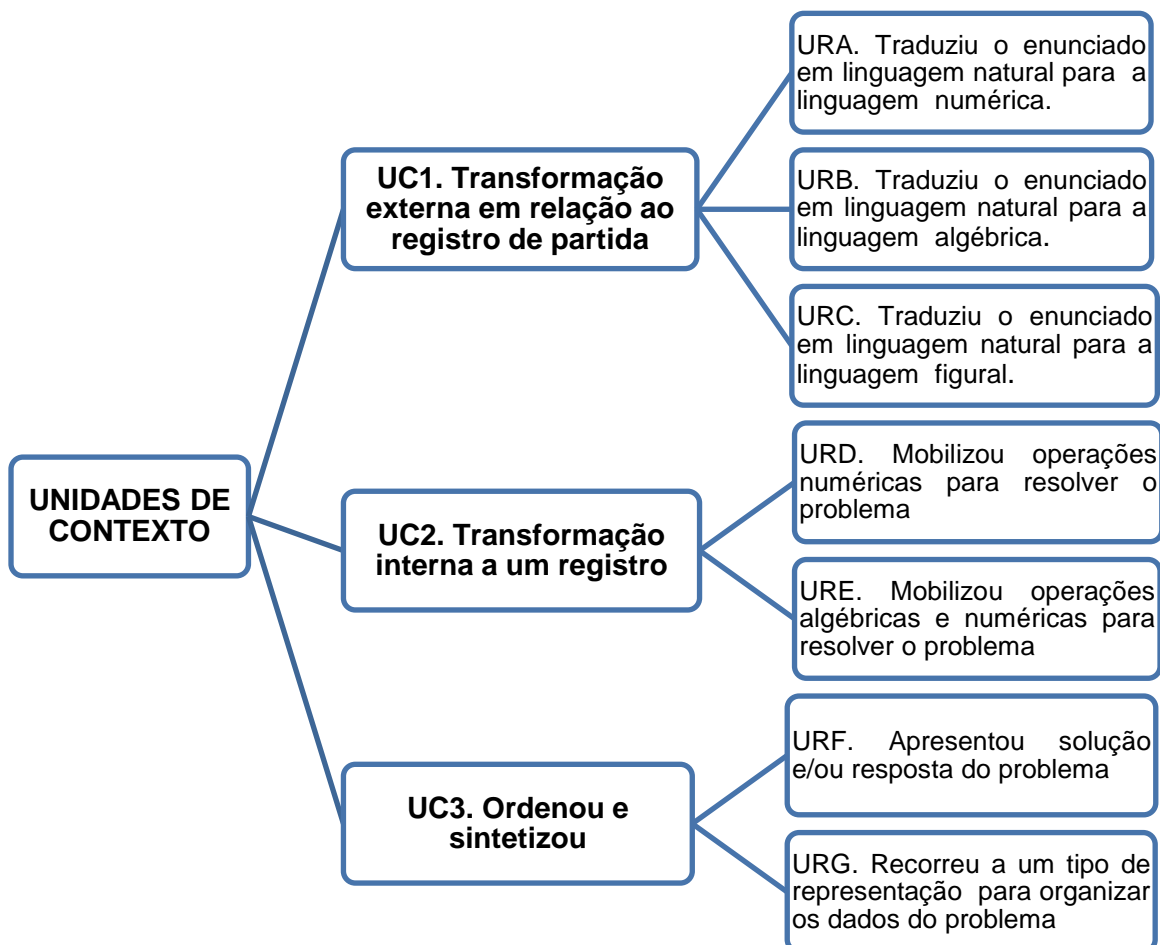 UNIDADES DE
CONTEXTO
UC1. Transformação
externa em relação ao
registro de partida
URA. Traduziu o enunciado
em linguagem natural para a
linguagem numérica.
URB. Traduziu o enunciado
em linguagem natural para a
linguagem algébrica.
URC. Traduziu o enunciado
em linguagem natural para a
linguagem figural.
UC2. Transformação
interna a um registro
URD. Mobilizou operações
numéricas para resolver o
problema
URE. Mobilizou operações
algébricas e numéricas para
resolver o problema
UC3. Ordenou e
sintetizou
URF. Apresentou solução
e/ou resposta do problema
URG. Recorreu a um tipo de
representação para organizar
os dados do problema